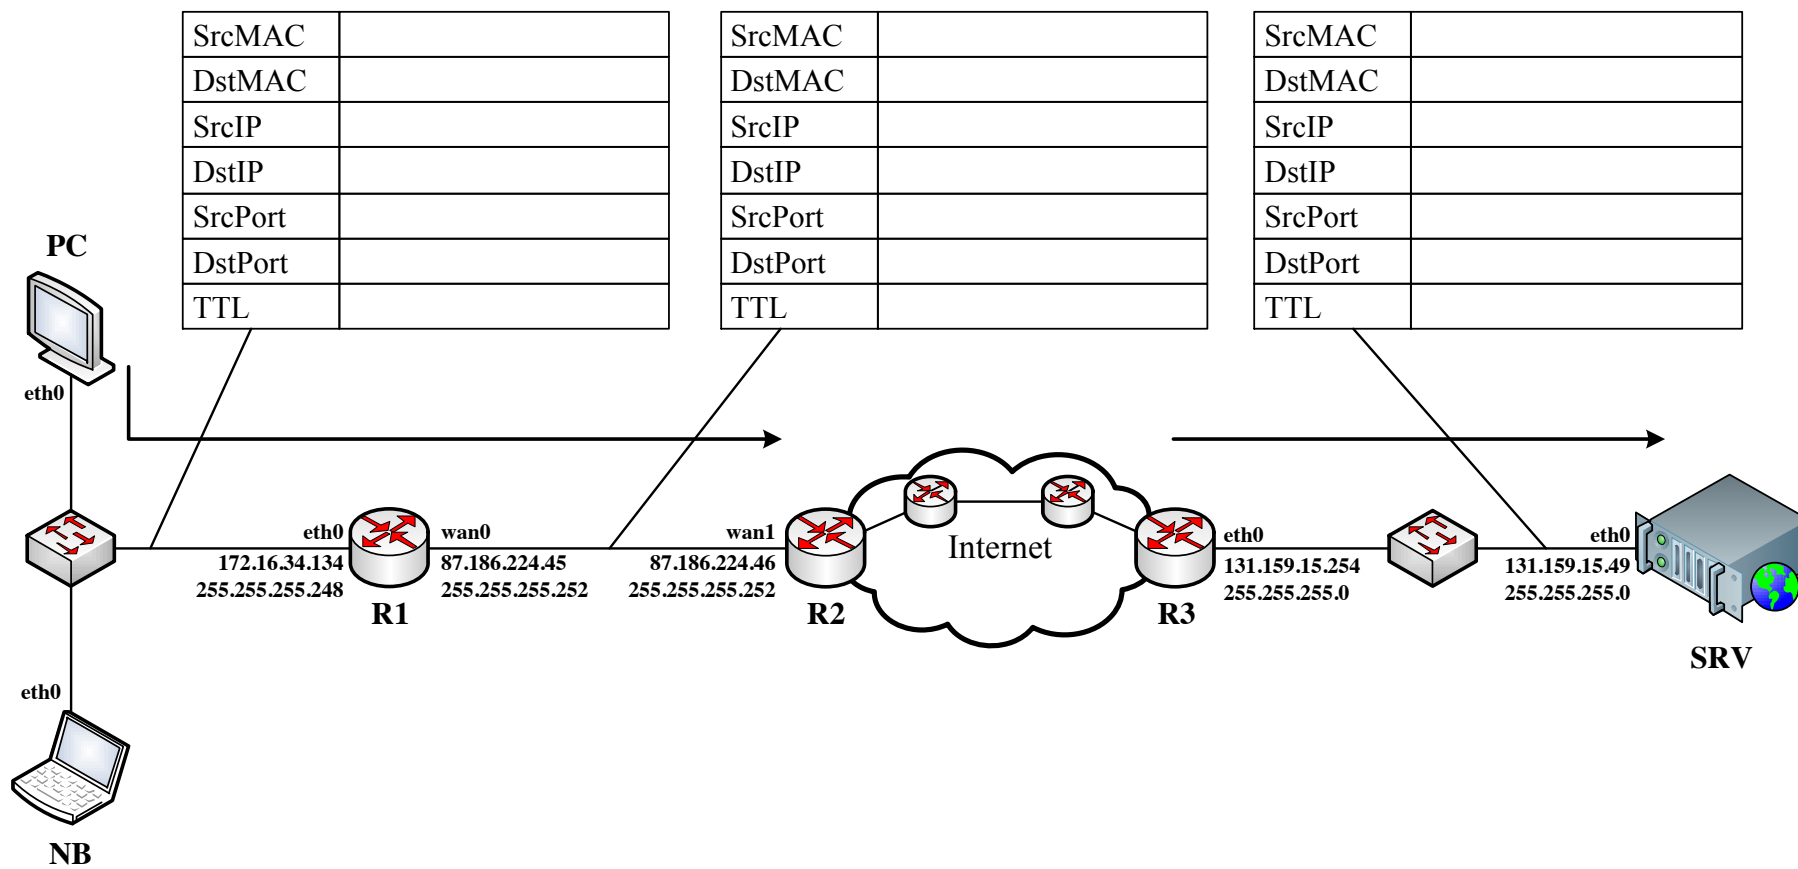 SrcMAC
DstMAC
SrcIP
DstIP
SrcPort
DstPort
TTL
SrcMAC
DstMAC
SrcIP
DstIP
SrcPort
DstPort
TTL
SrcMAC
DstMAC
SrcIP
DstIP
SrcPort
DstPort
TTL
PC
eth0
eth0
172.16.34.134
255.255.255.248
R1
wan0
87.186.224.45
255.255.255.252
wan1
87.186.224.46
255.255.255.252
R2
Internet
R3
eth0
131.159.15.254
255.255.255.0
eth0
131.159.15.49
255.255.255.0
SRV
eth0
NB